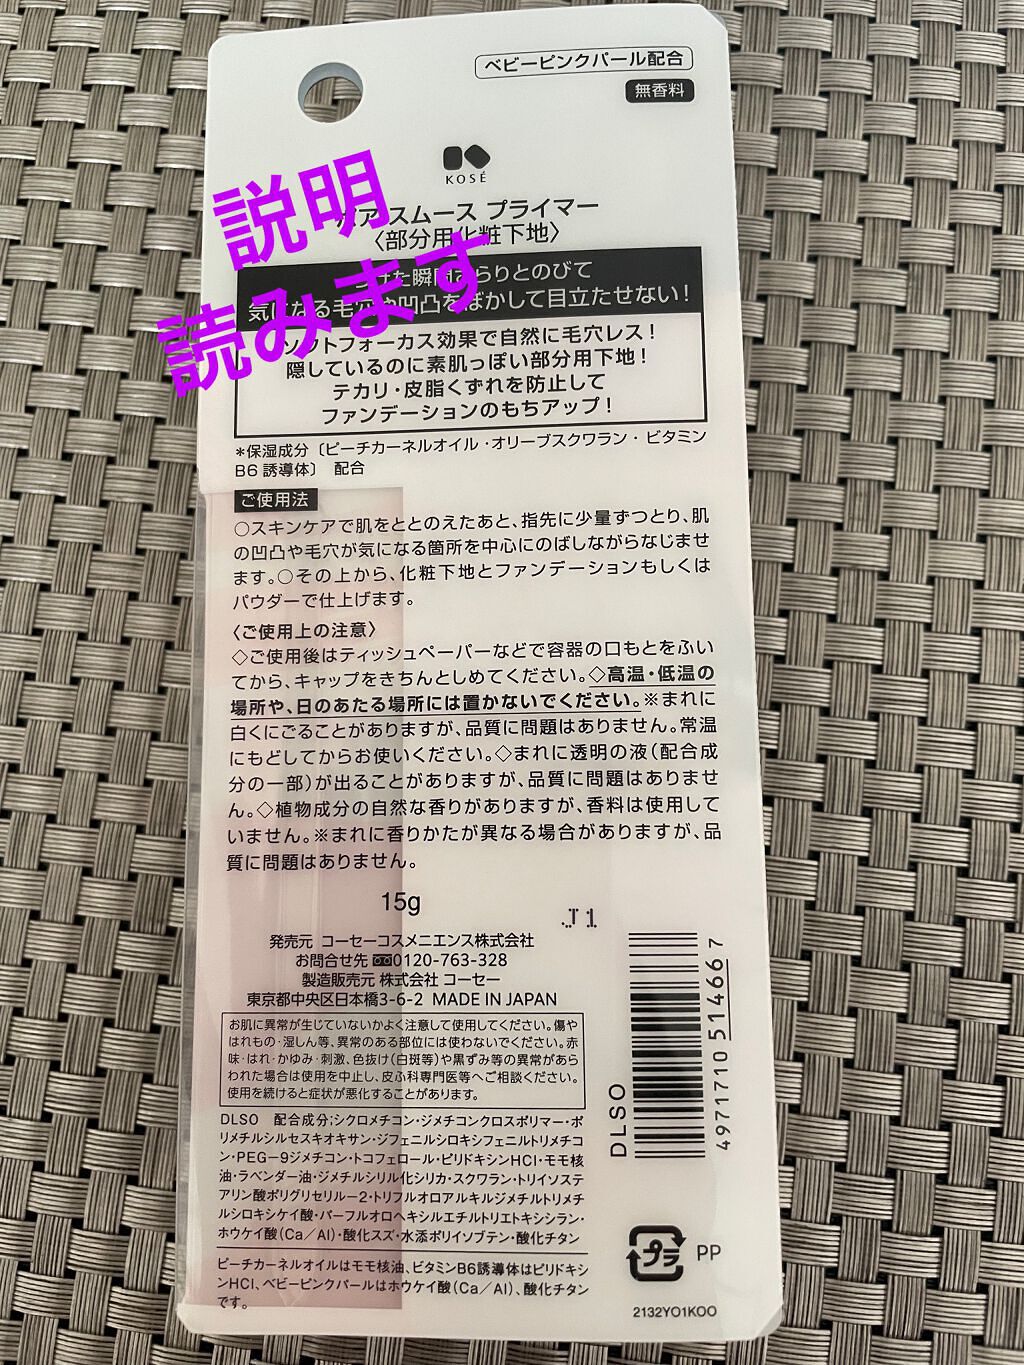 ベビーピンクパール配合
無香料
KOSÉ
説明
読みます
スムース プライマー
〈部分用化粧下地〉
た瞬間さらりとのびて
気になる毛穴や凹凸をぼかして目立たせない！
ソフトフォーカス効果で自然に毛穴レス！
隠しているのに素肌っぽい部分用下地！
テカリ・皮脂くずれを防止して
ファンデーションのもちアップ！
*保湿成分〔ピーチカーネルオイル・オリーブスクワラン・ビタミン
B6誘導体〕 配合
ご使用法
○スキンケアで肌をととのえたあと、指先に少量ずつとり、肌
の凹凸や毛穴が気になる箇所を中心にのばしながらなじませ
ます。○その上から、化粧下地とファンデーションもしくは
パウダーで仕上げます。
〈ご使用上の注意〉
◇ご使用後はティッシュペーパーなどで容器の口もとをふい
てから、キャップをきちんとしめてください。◇高温・低温の
場所や、日のあたる場所には置かないでください。※まれに
白くにごることがありますが、品質に問題はありません。常温
にもどしてからお使いください。◇まれに透明の液（配合成
分の一部）が出ることがありますが、品質に問題はありませ
ん。◇植物成分の自然な香りがありますが、香料は使用して
いません。※まれに香りかたが異なる場合がありますが、品
質に問題はありません。
15g
J1
発売元 コーセーコスメニエンス株式会社
お問合せ先 0120-763-328
製造販売元 株式会社 コーセー
東京都中央区日本橋3-6-2 MADE IN JAPAN
お肌に異常が生じていないかよく注意して使用してください。傷や
はれもの・湿しん等、異常のある部位には使わないでください。赤
味・はれ・かゆみ・刺激、色抜け（白斑等）や黒ずみ等の異常があら
われた場合は使用を中止し、皮ふ科専門医等へご相談ください。
使用を続けると症状が悪化することがあります。
DLSO 配合成分;シクロメチコン・ジメチコンクロスポリマー・ポ
リメチルシルセスキオキサン・ジフェニルシロキシフェニルトリメチコ
ン・PEG-9ジメチコン・トコフェロール・ピリドキシンHCI・モモ核
油・ラベンダー油・ジメチルシリル化シリカ・スクワラン・トリイソステ
アリン酸ポリグリセリル-2・トリフルオロアルキルジメチルトリメチ
ルシロキシケイ酸・パーフルオロヘキシルエチルトリエトキシシラン・
ホウケイ酸（Ca／Al）・酸化スズ・水添ポリイソブテン・酸化チタン
ピーチカーネルオイルはモモ核油、ビタミンB6誘導体はピリドキシ
ンHCI、ベビーピンクパールはホウケイ酸（Ca／Al）、酸化チタン
です。
DLSO
4971710 514667
プラ
PP
2132YO1KOO